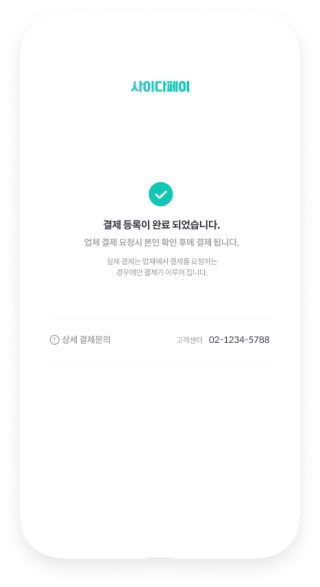 사이다페이
결제 등록이 완료 되었습니다.
업체 결제 요청시 본인 확인 후에 결제 됩니다.
실제 결제는 업체에서 결제를 요청하는
경우에만 결제가 이루어 집니다.
상세 결제문의 고객센터 02-1234-5788